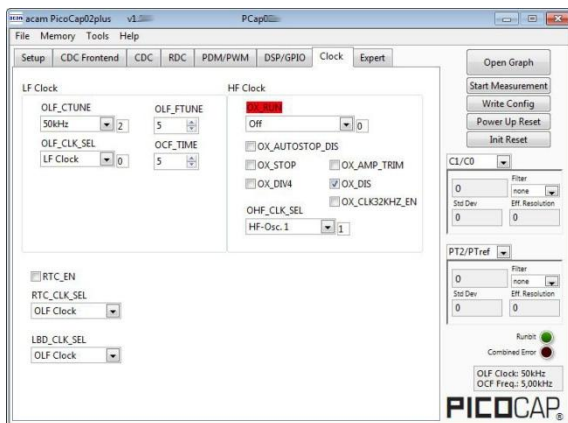 acam PicoCap02plus v1. PCap0
File Memory Tools Help
Setup CDC Frontend CDC RDC PDM/PWM DSP/GPIO Clock Expert
LF Clock
OLF_CTUNE OLF_FTUNE
50kHz 2 5
OLF_CLK_SEL OCF_TIME
LF Clock 0 5
HF Clock
OX_RUN
Off 0
OX_AUTOSTOP_DIS
OX_STOP OX_AMP_TRIM
OX_DIV4 OX_DIS
OX_CLK32KHZ_EN
OHF_CLK_SEL
HF-Osc. 1 1
RTC_EN
RTC_CLK_SEL
OLF Clock
LBD_CLK_SEL
OLF Clock
Open Graph
Start Measurement
Write Config
Power Up Reset
Init Reset
C1/C0
Filter
0 none
Std Dev Eff. Resolution
0 0
PT2/PTref
Filter
0 none
Std Dev Eff. Resolution
0 0
Runbit
Combined Error
OLF Clock: 50kHz
OCF Freq.: 5,00kHz
PICOCAP®